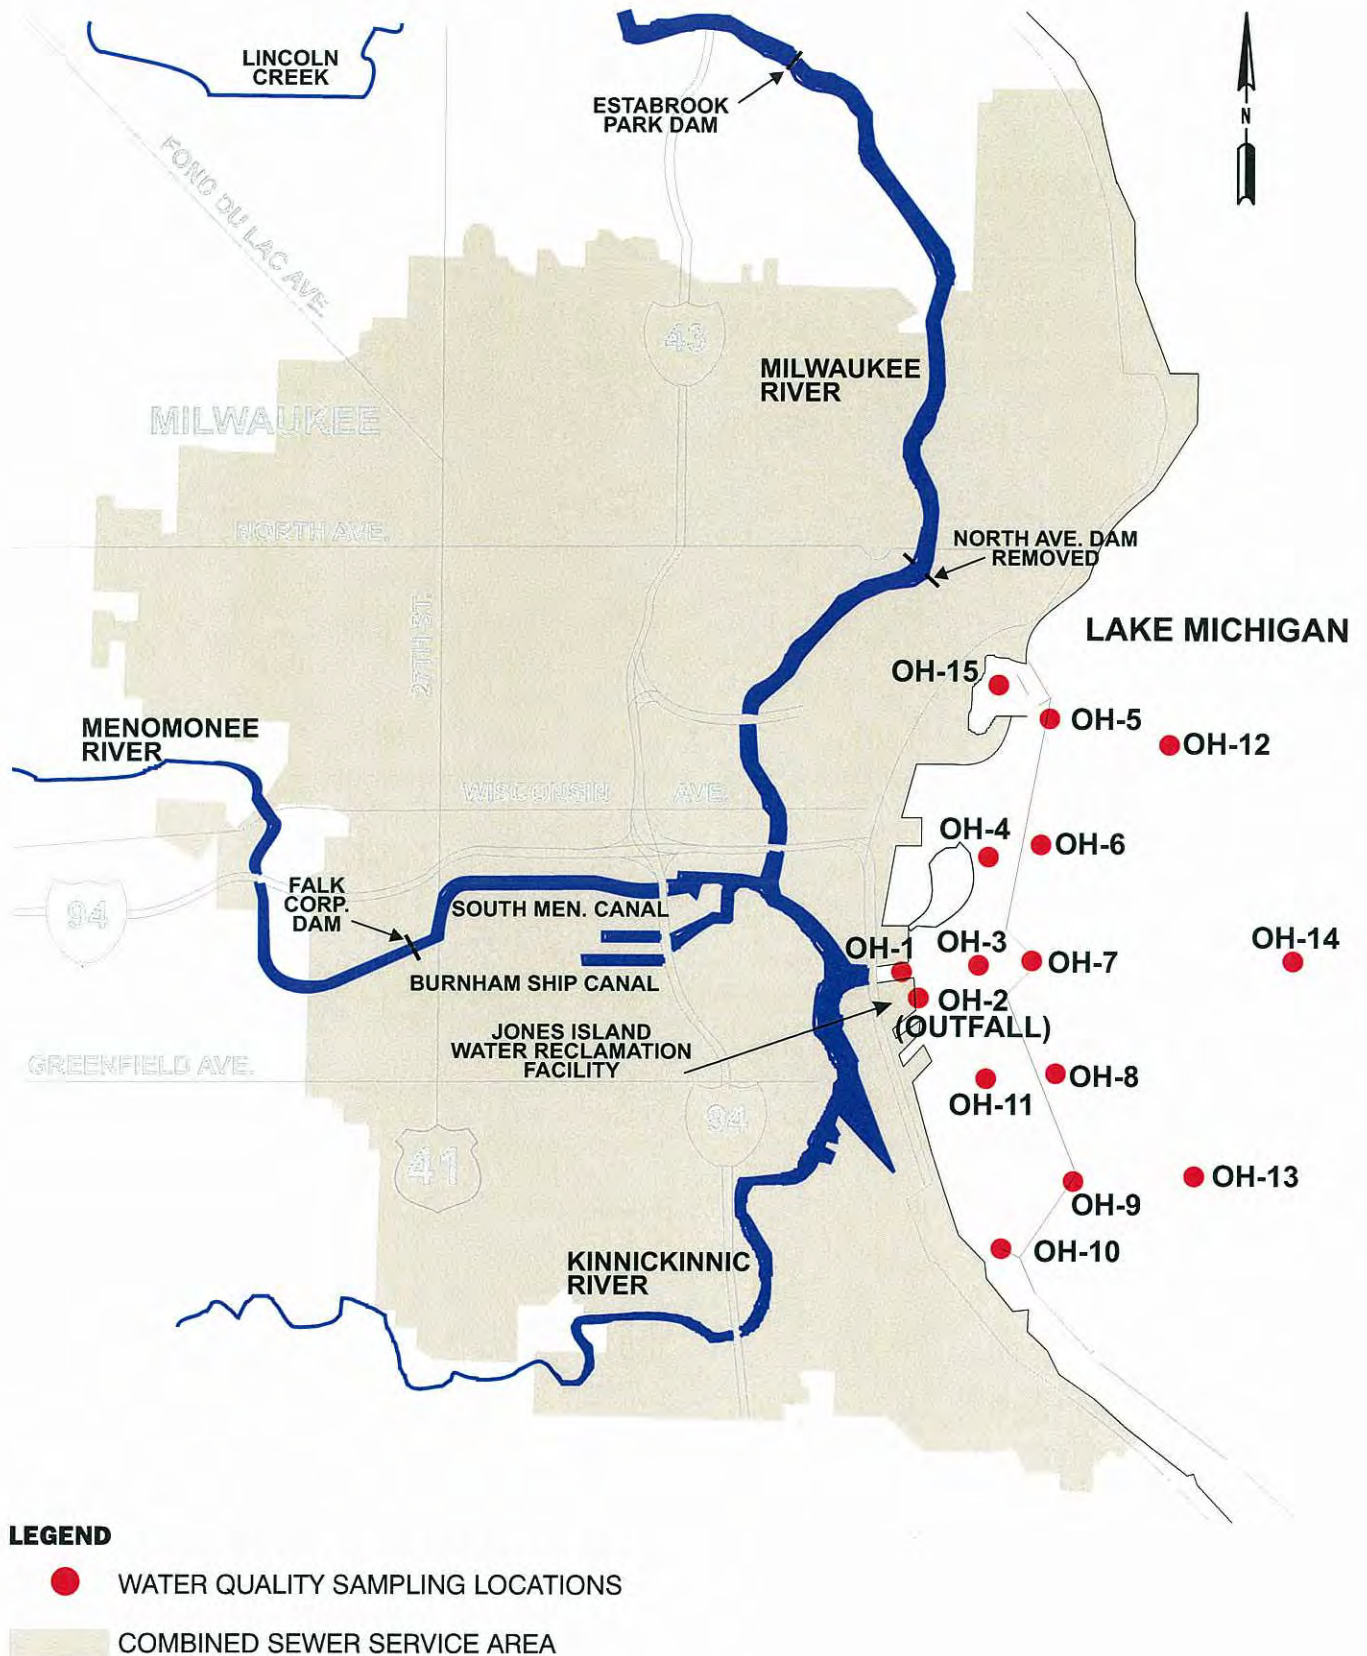 LINCOLN
CREEK
ESTABROOK
PARK DAM
N
FOND DU LAC AVE.
43
MILWAUKEE
RIVER
MILWAUKEE
NORTH AVE.
NORTH AVE. DAM
REMOVED
27TH ST.
LAKE MICHIGAN
OH-15
OH-5
OH-12
MENOMONEE
RIVER
WISCONSIN AVE.
OH-4
OH-6
94
FALK
CORP.
DAM
SOUTH MEN. CANAL
OH-1
OH-3
OH-7
OH-14
BURNHAM SHIP CANAL
OH-2
(OUTFALL)
JONES ISLAND
WATER RECLAMATION
FACILITY
GREENFIELD AVE.
OH-8
OH-11
94
41
OH-13
OH-9
OH-10
KINNICKINNIC
RIVER
LEGEND
WATER QUALITY SAMPLING LOCATIONS
COMBINED SEWER SERVICE AREA